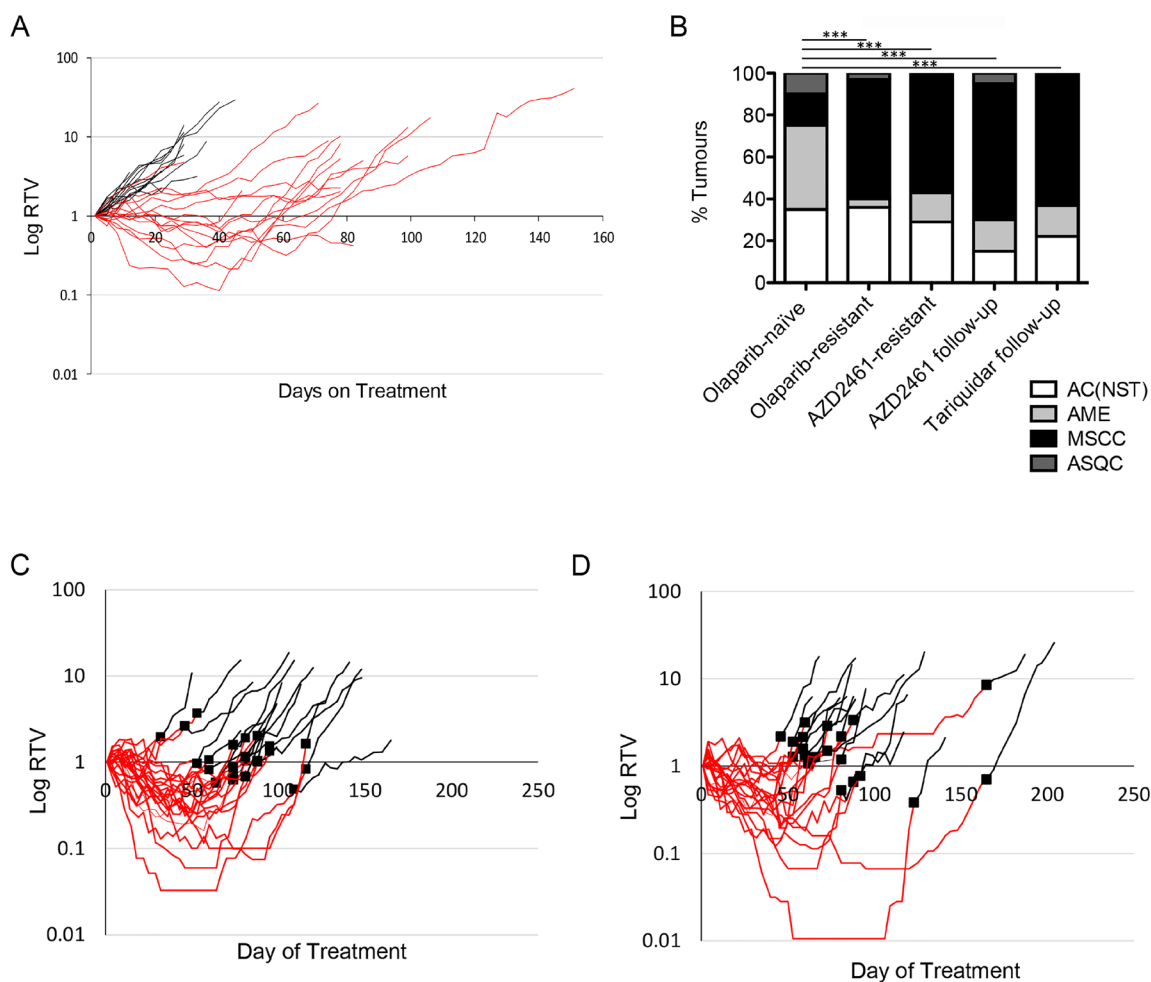 A
100
10
1
0.1
0.01
0 20 40 60 80 100 120 140 160
Log RTV
Days on Treatment
B
***
***
***
***
100
80
60
40
20
0
% Tumours
Olaparib-naïve
Olaparib-resistant
AZD2461-resistant
AZD2461 follow-up
Tariquidar follow-up
AC(NST)
AME
MSCC
ASQC
C
100
10
1
0.1
0.01
0 50 100 150 200 250
Log RTV
Day of Treatment
D
100
10
1
0.1
0.01
0 50 100 150 200 250
Log RTV
Day of Treatment